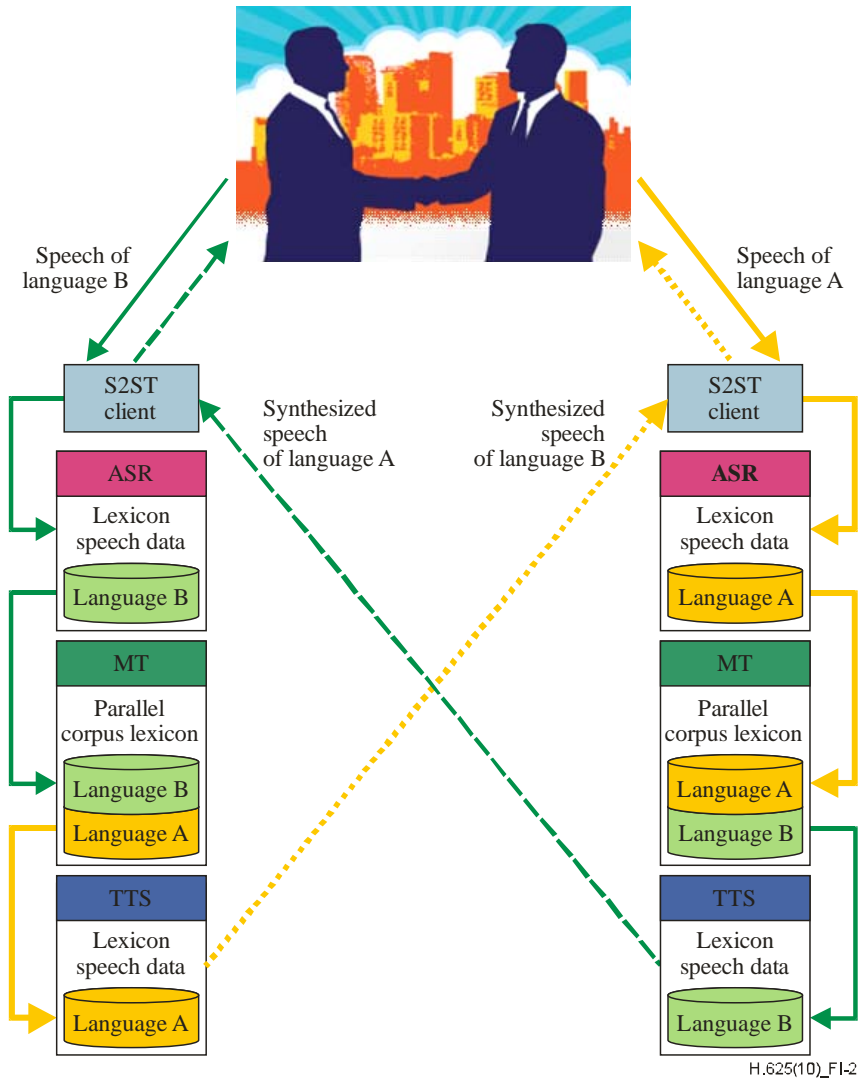 Speech of
language B
Speech of
language A
S2ST
client
S2ST
client
Synthesized
speech
of language A
Synthesized
speech
of language B
ASR
Lexicon
speech data
Language B
MT
Parallel
corpus lexicon
Language B
Language A
TTS
Lexicon
speech data
Language A
ASR
Lexicon
speech data
Language A
MT
Parallel
corpus lexicon
Language A
Language B
TTS
Lexicon
speech data
Language B
H.625(10)_FI-2